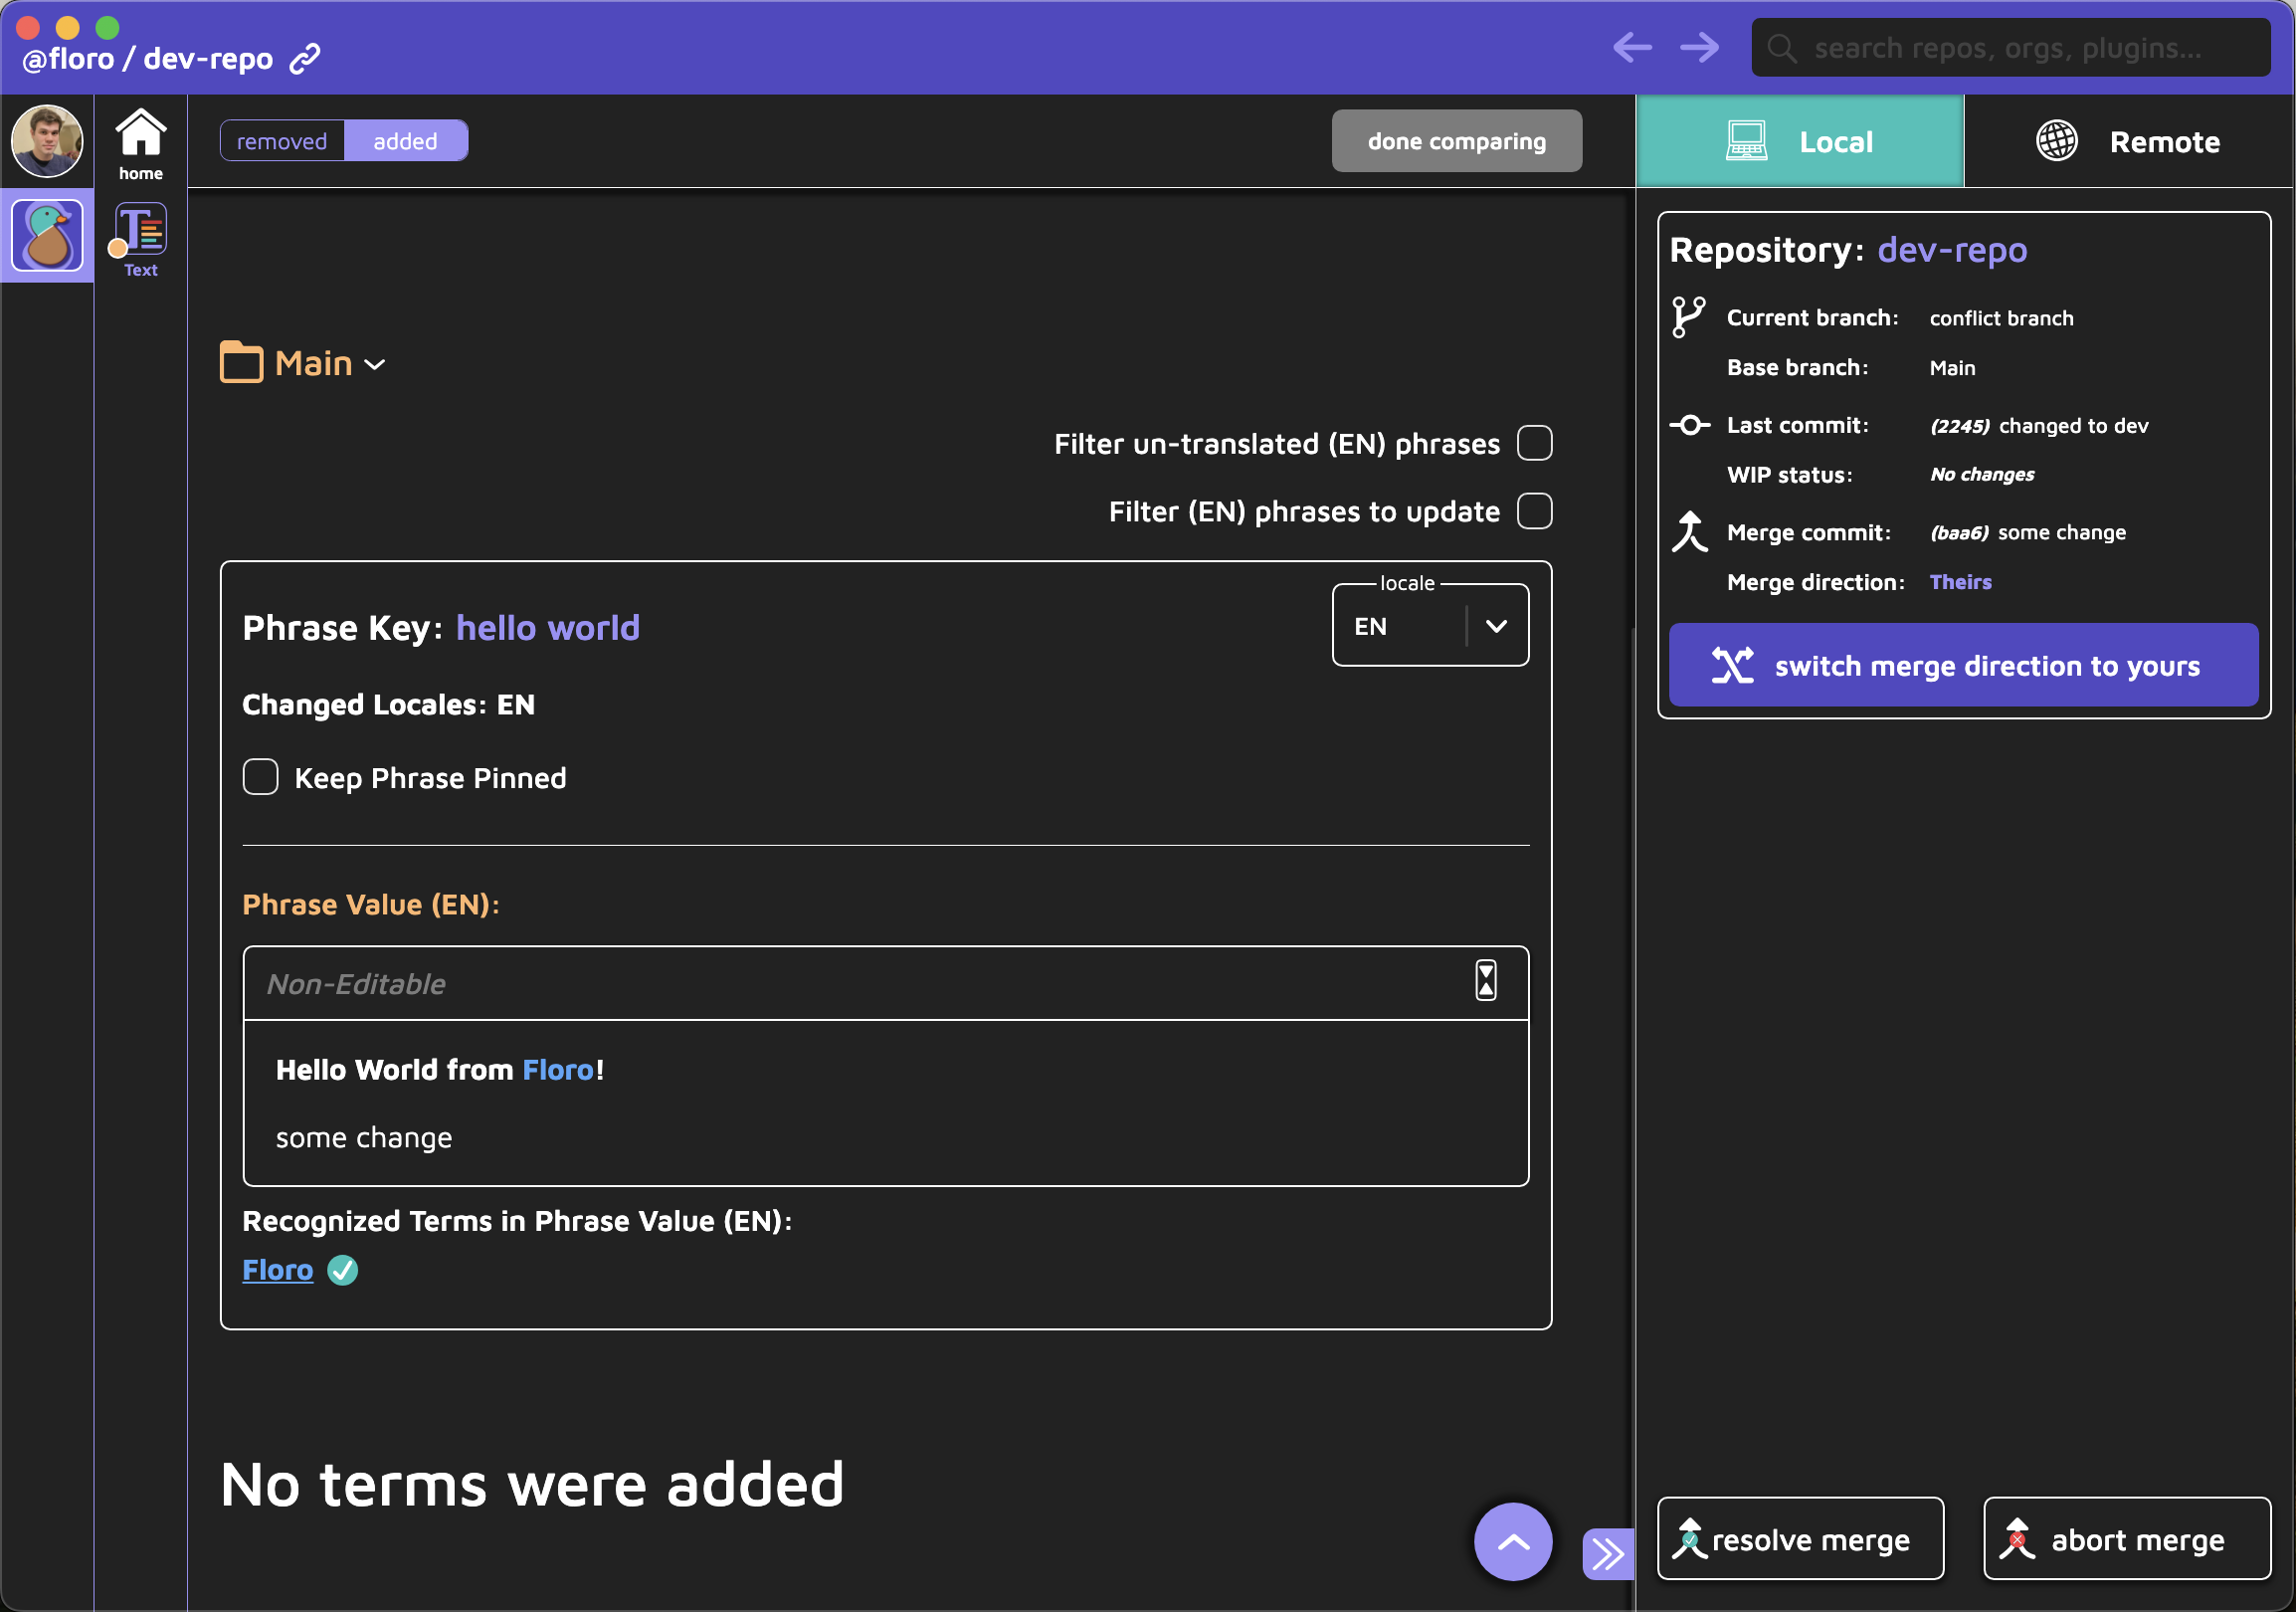 @floro / dev-repo
search repos, orgs, plugins...
home
Text
removed
added
done comparing
Main
Filter un-translated (EN) phrases
Filter (EN) phrases to update
Phrase Key: hello world
locale
EN
Changed Locales: EN
Keep Phrase Pinned
Phrase Value (EN):
Non-Editable
Hello World from Floro!
some change
Recognized Terms in Phrase Value (EN):
Floro
No terms were added
Local
Remote
Repository: dev-repo
Current branch: conflict branch
Base branch: Main
Last commit: (2245) changed to dev
WIP status: No changes
Merge commit: (baa6) some change
Merge direction: Theirs
switch merge direction to yours
resolve merge
abort merge